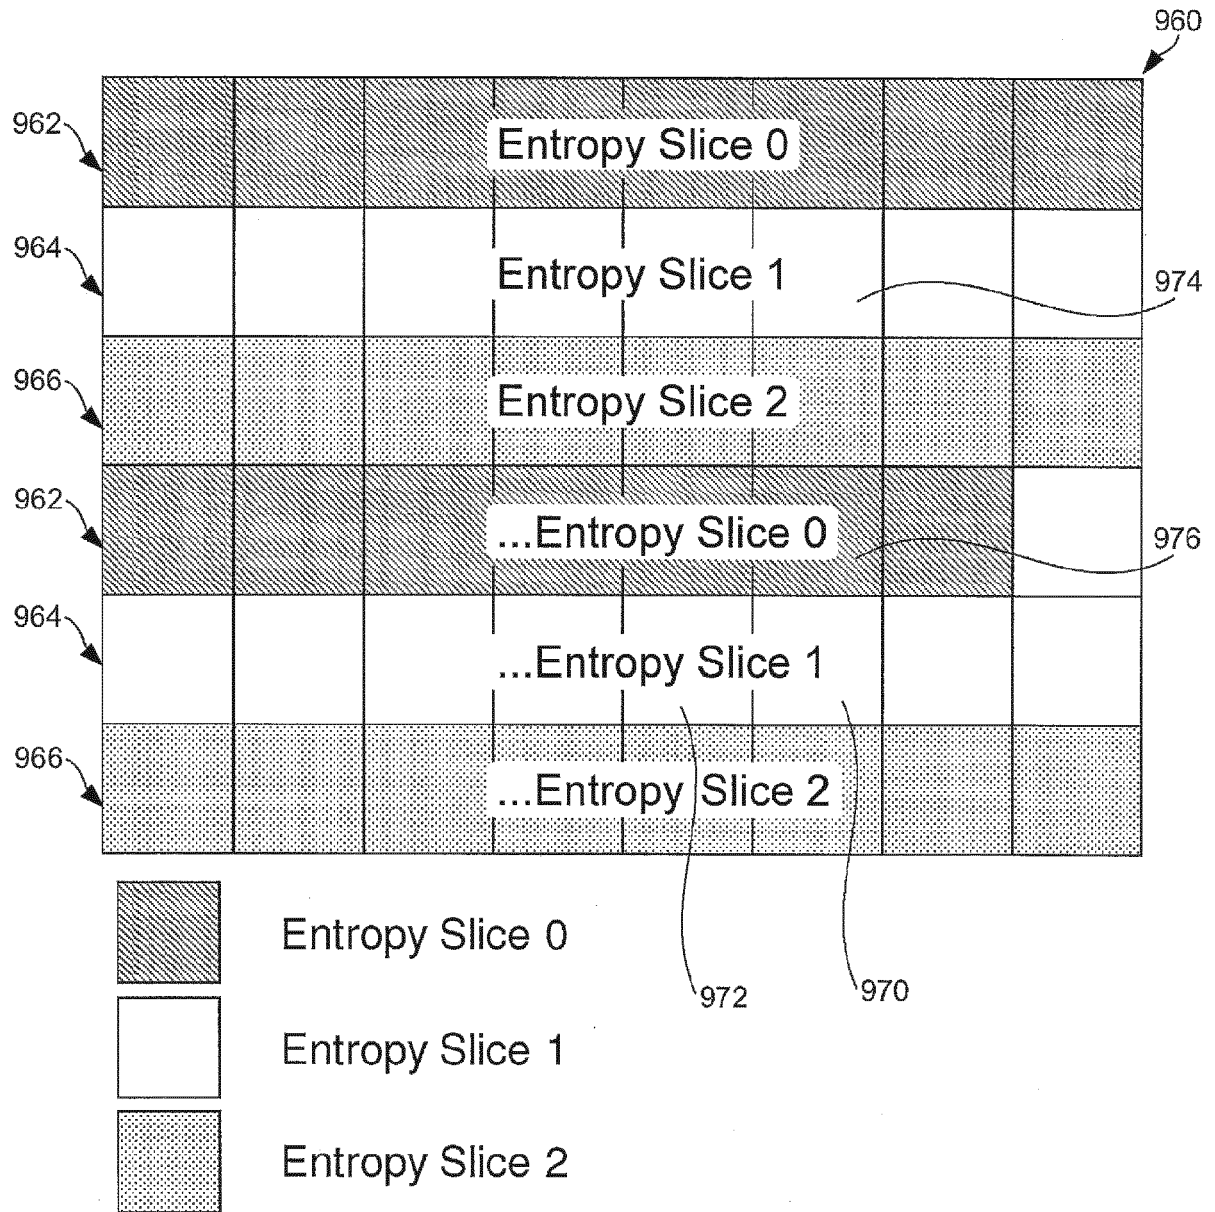 960
962
Entropy Slice 0
964
Entropy Slice 1
974
966
Entropy Slice 2
962
...Entropy Slice 0
976
964
...Entropy Slice 1
966
...Entropy Slice 2
Entropy Slice 0
972
970
Entropy Slice 1
Entropy Slice 2